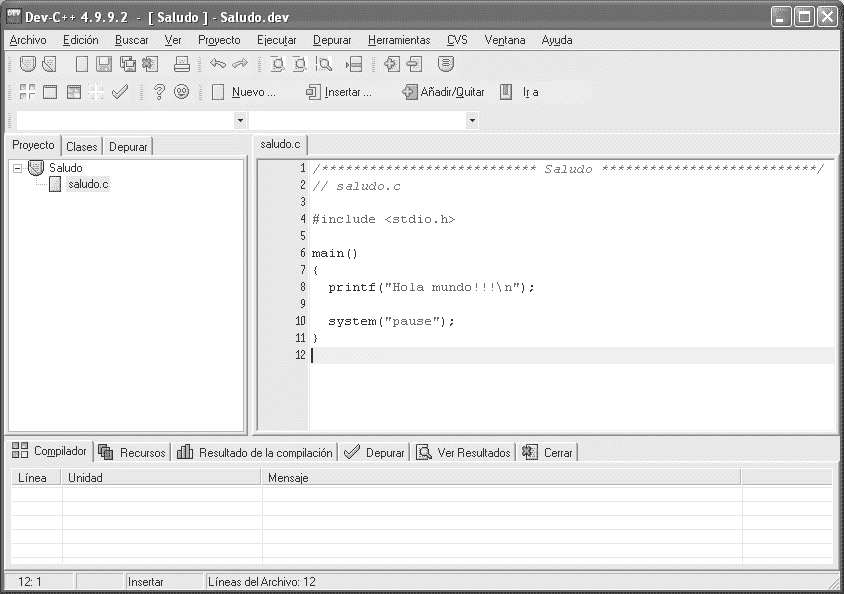 Dev-C++ 4.9.9.2 - [ Saludo ] - Saludo.dev
Archivo Edición Buscar Ver Proyecto Ejecutar Depurar Herramientas CVS Ventana Ayuda
Nuevo ... Insertar ... Añadir/Quitar Ir a
Proyecto Clases Depurar
Saludo
saludo.c
saludo.c
1 /*************************** Saludo ***************************/
2 // saludo.c
3
4 #include <stdio.h>
5
6 main()
7 {
8 printf("Hola mundo!!!\n");
9
10 system("pause");
11 }
12
Compilador Recursos Resultado de la compilación Depurar Ver Resultados Cerrar
Línea Unidad Mensaje
12: 1 Insertar Líneas del Archivo: 12